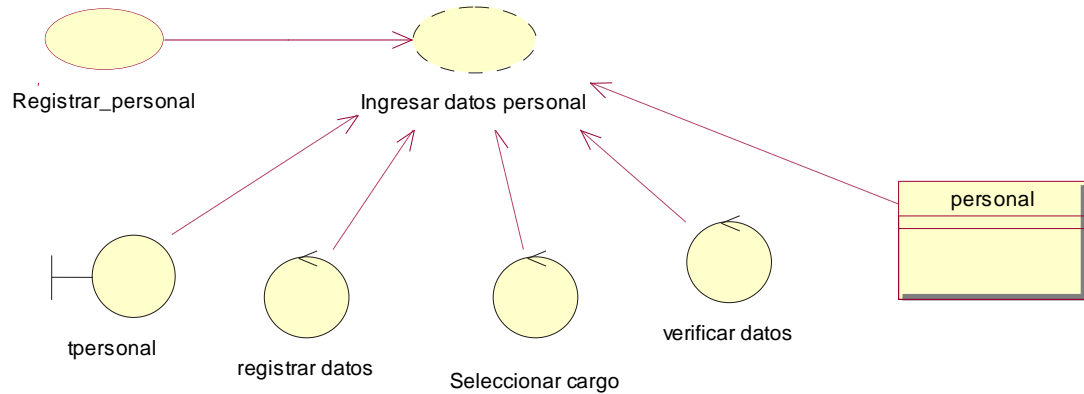 Registrar_personal
Ingresar datos personal
personal
tpersonal
registrar datos
Seleccionar cargo
verificar datos